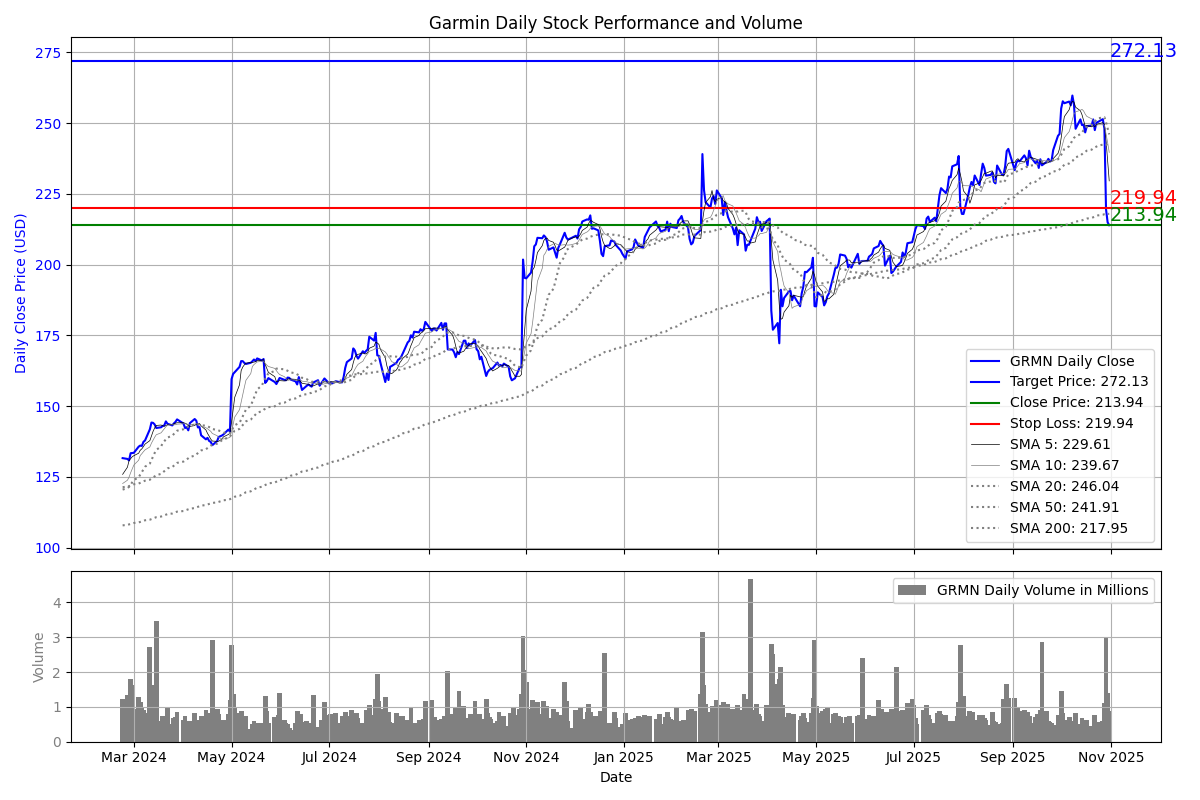 Garmin Daily Stock Performance and Volume
Daily Close Price (USD)
275
250
225
200
175
150
125
100
272.13
219.94
213.94
GRMN Daily Close
Target Price: 272.13
Close Price: 213.94
Stop Loss: 219.94
SMA 5: 229.61
SMA 10: 239.67
SMA 20: 246.04
SMA 50: 241.91
SMA 200: 217.95
Volume
4
3
2
1
0
GRMN Daily Volume in Millions
Mar 2024 May 2024 Jul 2024 Sep 2024 Nov 2024 Jan 2025 Mar 2025 May 2025 Jul 2025 Sep 2025 Nov 2025
Date